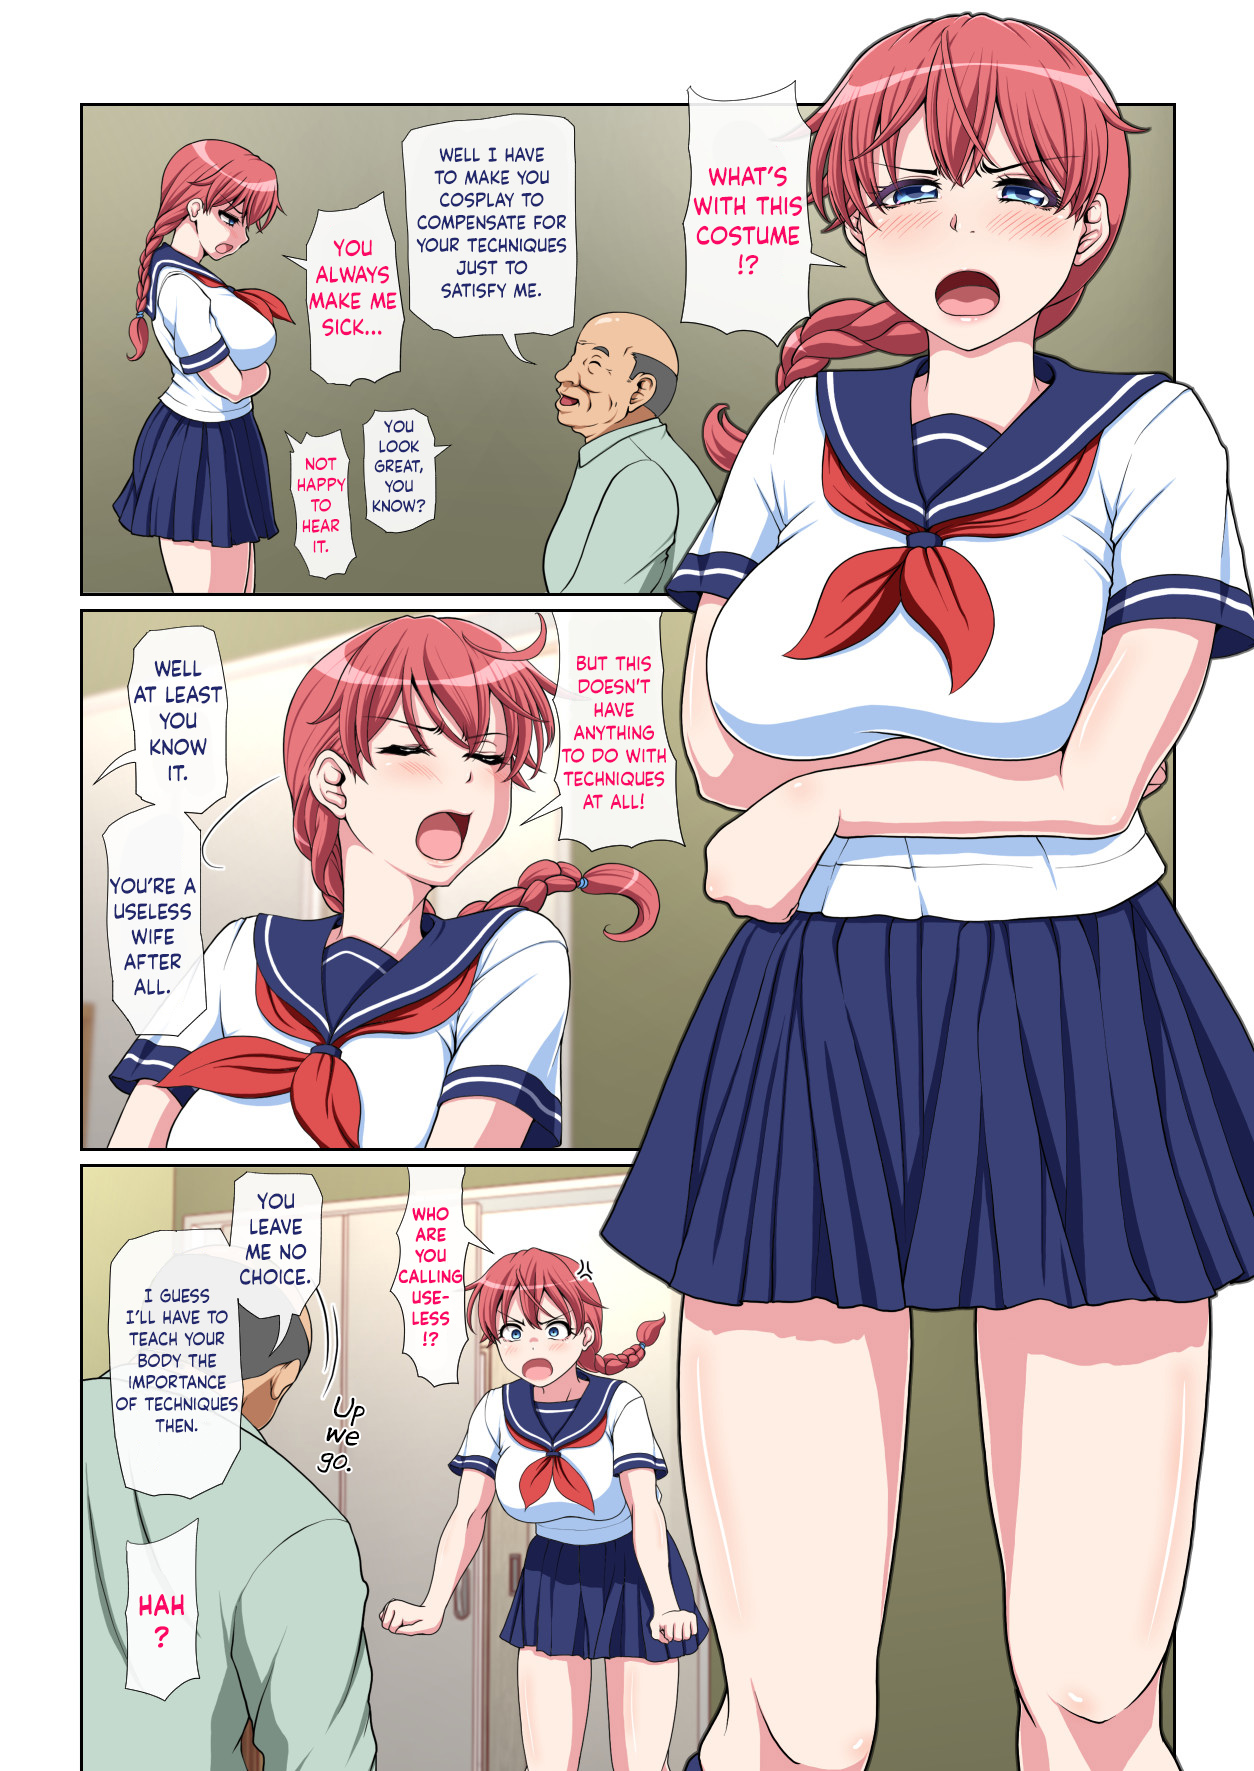 WHAT'S
WITH THIS
COSTUME
!?
WELL I HAVE
TO MAKE YOU
COSPLAY TO
COMPENSATE FOR
YOUR TECHNIQUES
JUST TO
SATISFY ME.
YOU
ALWAYS
MAKE ME
SICK...
YOU
LOOK
GREAT,
YOU
KNOW?
NOT
HAPPY
TO
HEAR
IT.
BUT THIS
DOESN'T
HAVE
ANYTHING
TO DO WITH
TECHNIQUES
AT ALL!
WELL
AT LEAST
YOU
KNOW
IT.
YOU'RE A
USELESS
WIFE
AFTER
ALL.
WHO
ARE
YOU
CALLING
USE-
LESS
!?
YOU
LEAVE
ME NO
CHOICE.
I GUESS
I'LL HAVE TO
TEACH YOUR
BODY THE
IMPORTANCE
OF TECHNIQUES
THEN.
Up
we
go.
HAH
?